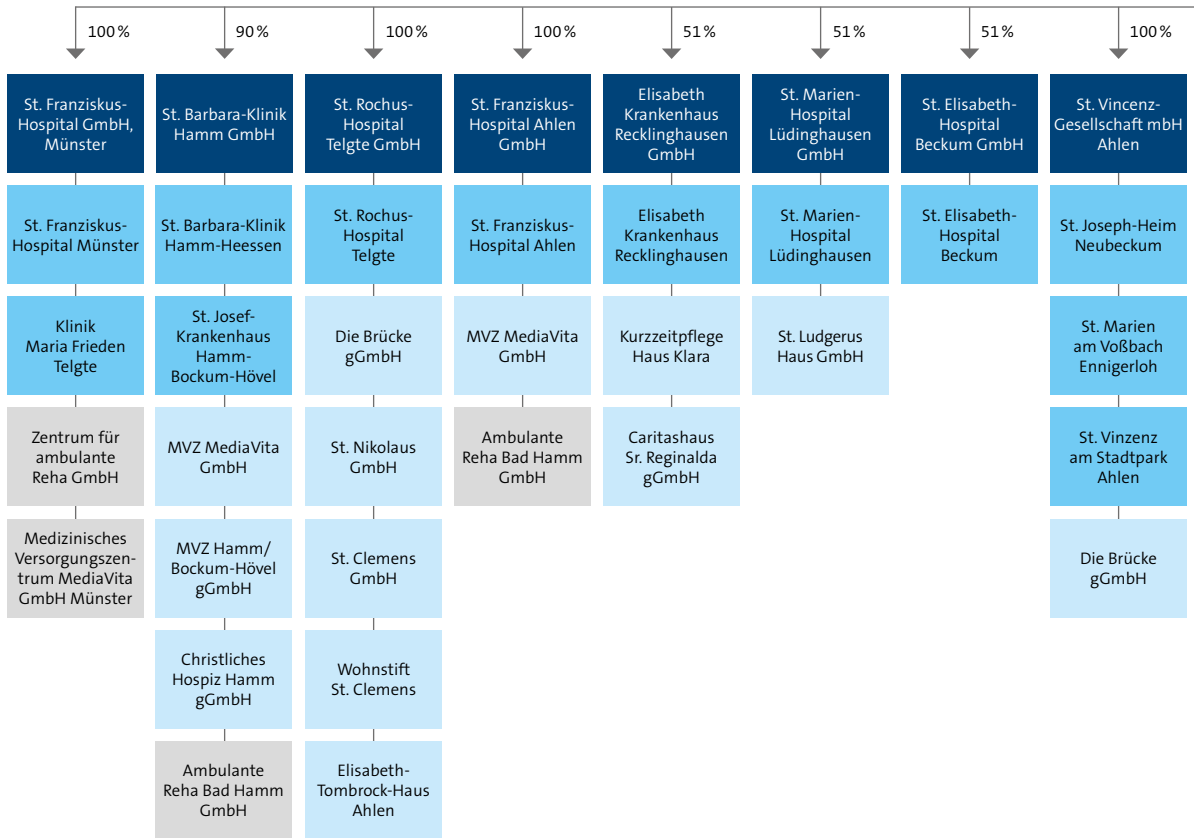 100 %
90 %
100 %
100 %
51 %
51 %
51 %
100 %
St. Franziskus-
Hospital GmbH,
Münster
St. Franziskus-
Hospital Münster
Klinik
Maria Frieden
Telgte
Zentrum für
ambulante
Reha GmbH
Medizinisches
Versorgungszen-
trum MediaVita
GmbH Münster
St. Barbara-Klinik
Hamm GmbH
St. Barbara-Klinik
Hamm-Heessen
St. Josef-
Krankenhaus
Hamm-
Bockum-Hövel
MVZ MediaVita
GmbH
MVZ Hamm/
Bockum-Hövel
gGmbH
Christliches
Hospiz Hamm
gGmbH
Ambulante
Reha Bad Hamm
GmbH
St. Rochus-
Hospital
Telgte GmbH
St. Rochus-
Hospital
Telgte
Die Brücke
gGmbH
St. Nikolaus
GmbH
St. Clemens
GmbH
Wohnstift
St. Clemens
Elisabeth-
Tombrock-Haus
Ahlen
St. Franziskus-
Hospital Ahlen
GmbH
St. Franziskus-
Hospital Ahlen
MVZ MediaVita
GmbH
Ambulante
Reha Bad Hamm
GmbH
Elisabeth
Krankenhaus
Recklinghausen
GmbH
Elisabeth
Krankenhaus
Recklinghausen
Kurzzeitpflege
Haus Klara
Caritashaus
Sr. Reginalda
gGmbH
St. Marien-
Hospital
Lüdinghausen
GmbH
St. Marien-
Hospital
Lüdinghausen
St. Ludgerus
Haus GmbH
St. Elisabeth-
Hospital
Beckum GmbH
St. Elisabeth-
Hospital
Beckum
St. Vincenz-
Gesellschaft mbH
Ahlen
St. Joseph-Heim
Neubeckum
St. Marien
am Voßbach
Ennigerloh
St. Vinzenz
am Stadtpark
Ahlen
Die Brücke
gGmbH